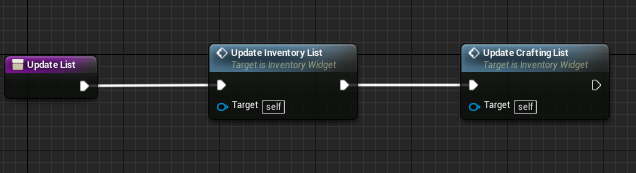 Update List
Update Inventory List
Target is Inventory Widget
Target self
Update Crafting List
Target is Inventory Widget
Target self